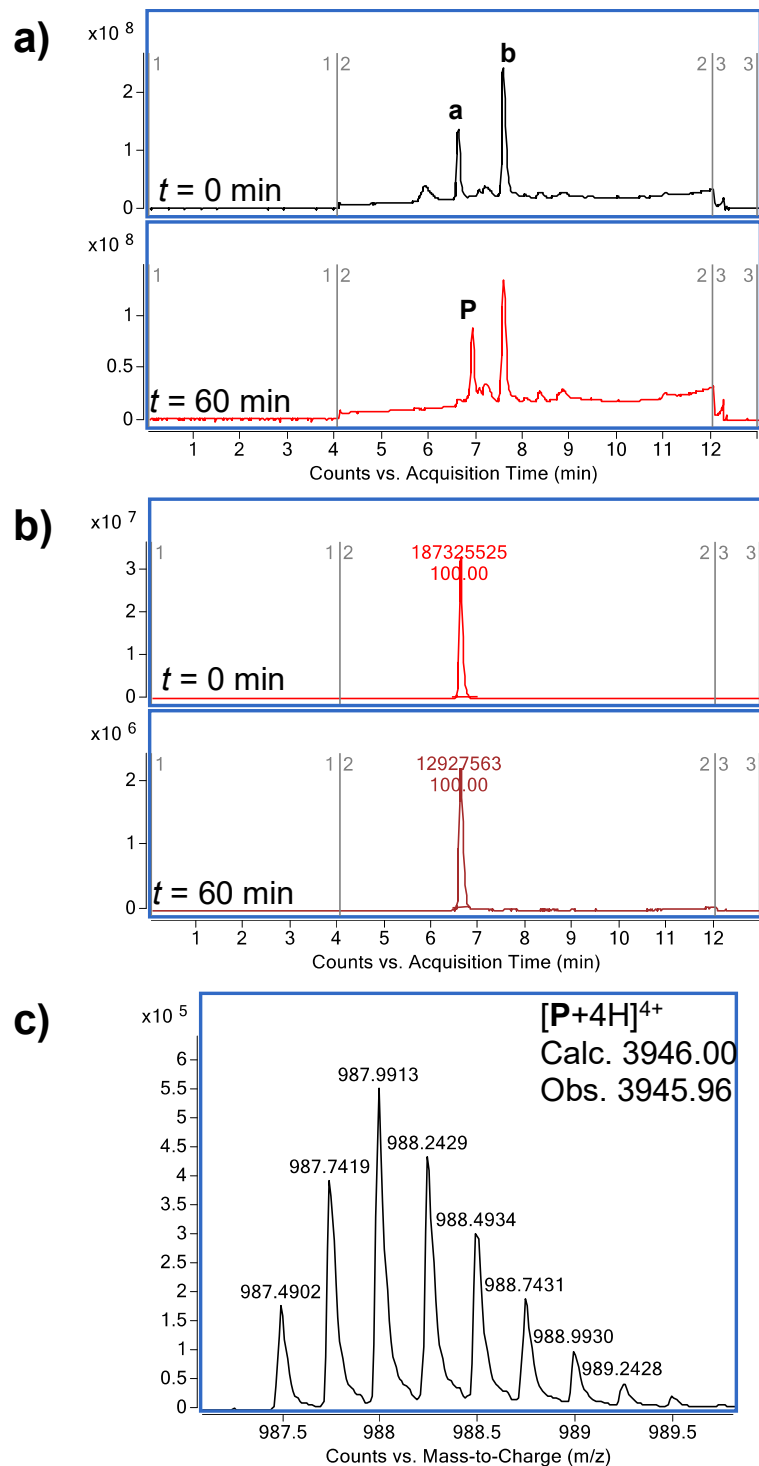 a)
x10 8
1 1 2 2 3 3
b
a
2
1
0
t = 0 min
x10 8
1 1 2 2 3 3
P
1
0.5
0
t = 60 min
1 2 3 4 5 6 7 8 9 10 11 12
Counts vs. Acquisition Time (min)
b)
x10 7
1 1 2 2 3 3
187325525
100.00
3
2
1
0
t = 0 min
x10 6
1 1 2 2 3 3
12927563
100.00
2
1
0
t = 60 min
1 2 3 4 5 6 7 8 9 10 11 12
Counts vs. Acquisition Time (min)
c)
x10 5
[P+4H]4+
Calc. 3946.00
Obs. 3945.96
6
5.5
5
4.5
4
3.5
3
2.5
2
1.5
1
0.5
0
987.9913
988.2429
987.7419
988.4934
987.4902
988.7431
988.9930
989.2428
987.5 988 988.5 989 989.5
Counts vs. Mass-to-Charge (m/z)